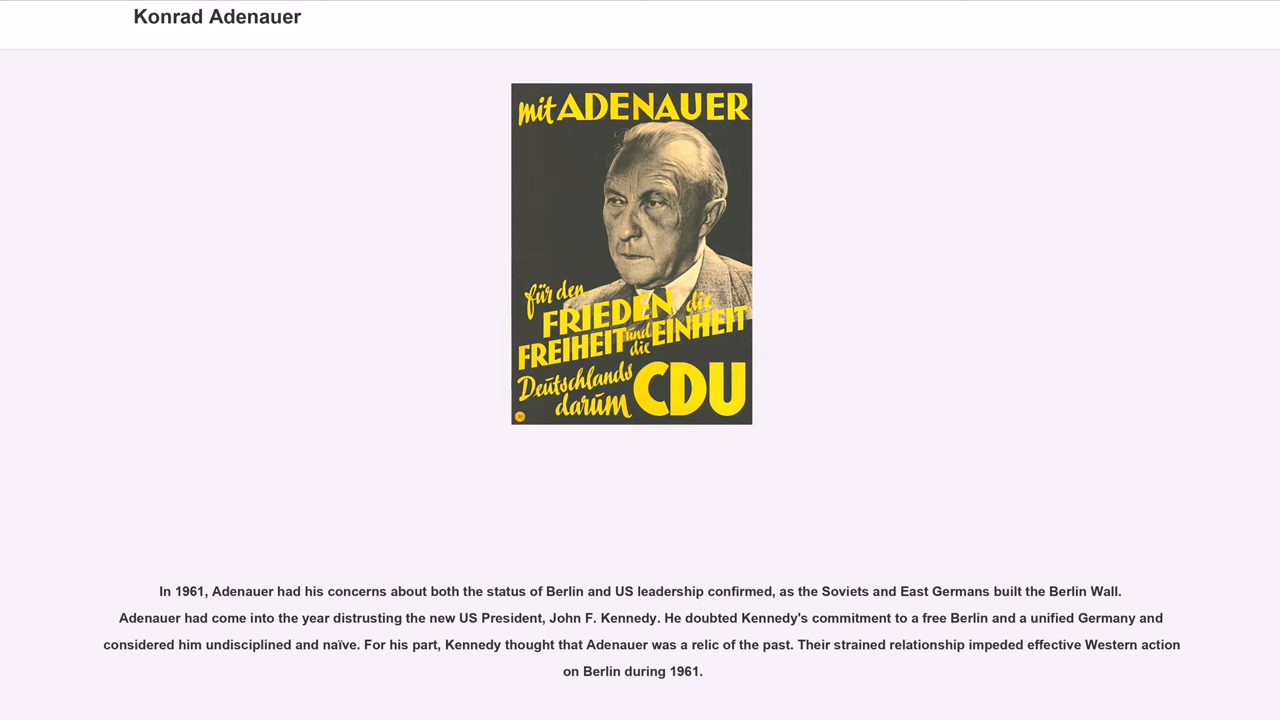 Konrad Adenauer
mit ADENAUER
für den
FRIEDEN die
FREIHEIT und die EINHEIT
Deutschlands
darum CDU
In 1961, Adenauer had his concerns about both the status of Berlin and US leadership confirmed, as the Soviets and East Germans built the Berlin Wall.
Adenauer had come into the year distrusting the new US President, John F. Kennedy. He doubted Kennedy's commitment to a free Berlin and a unified Germany and
considered him undisciplined and naïve. For his part, Kennedy thought that Adenauer was a relic of the past. Their strained relationship impeded effective Western action
on Berlin during 1961.